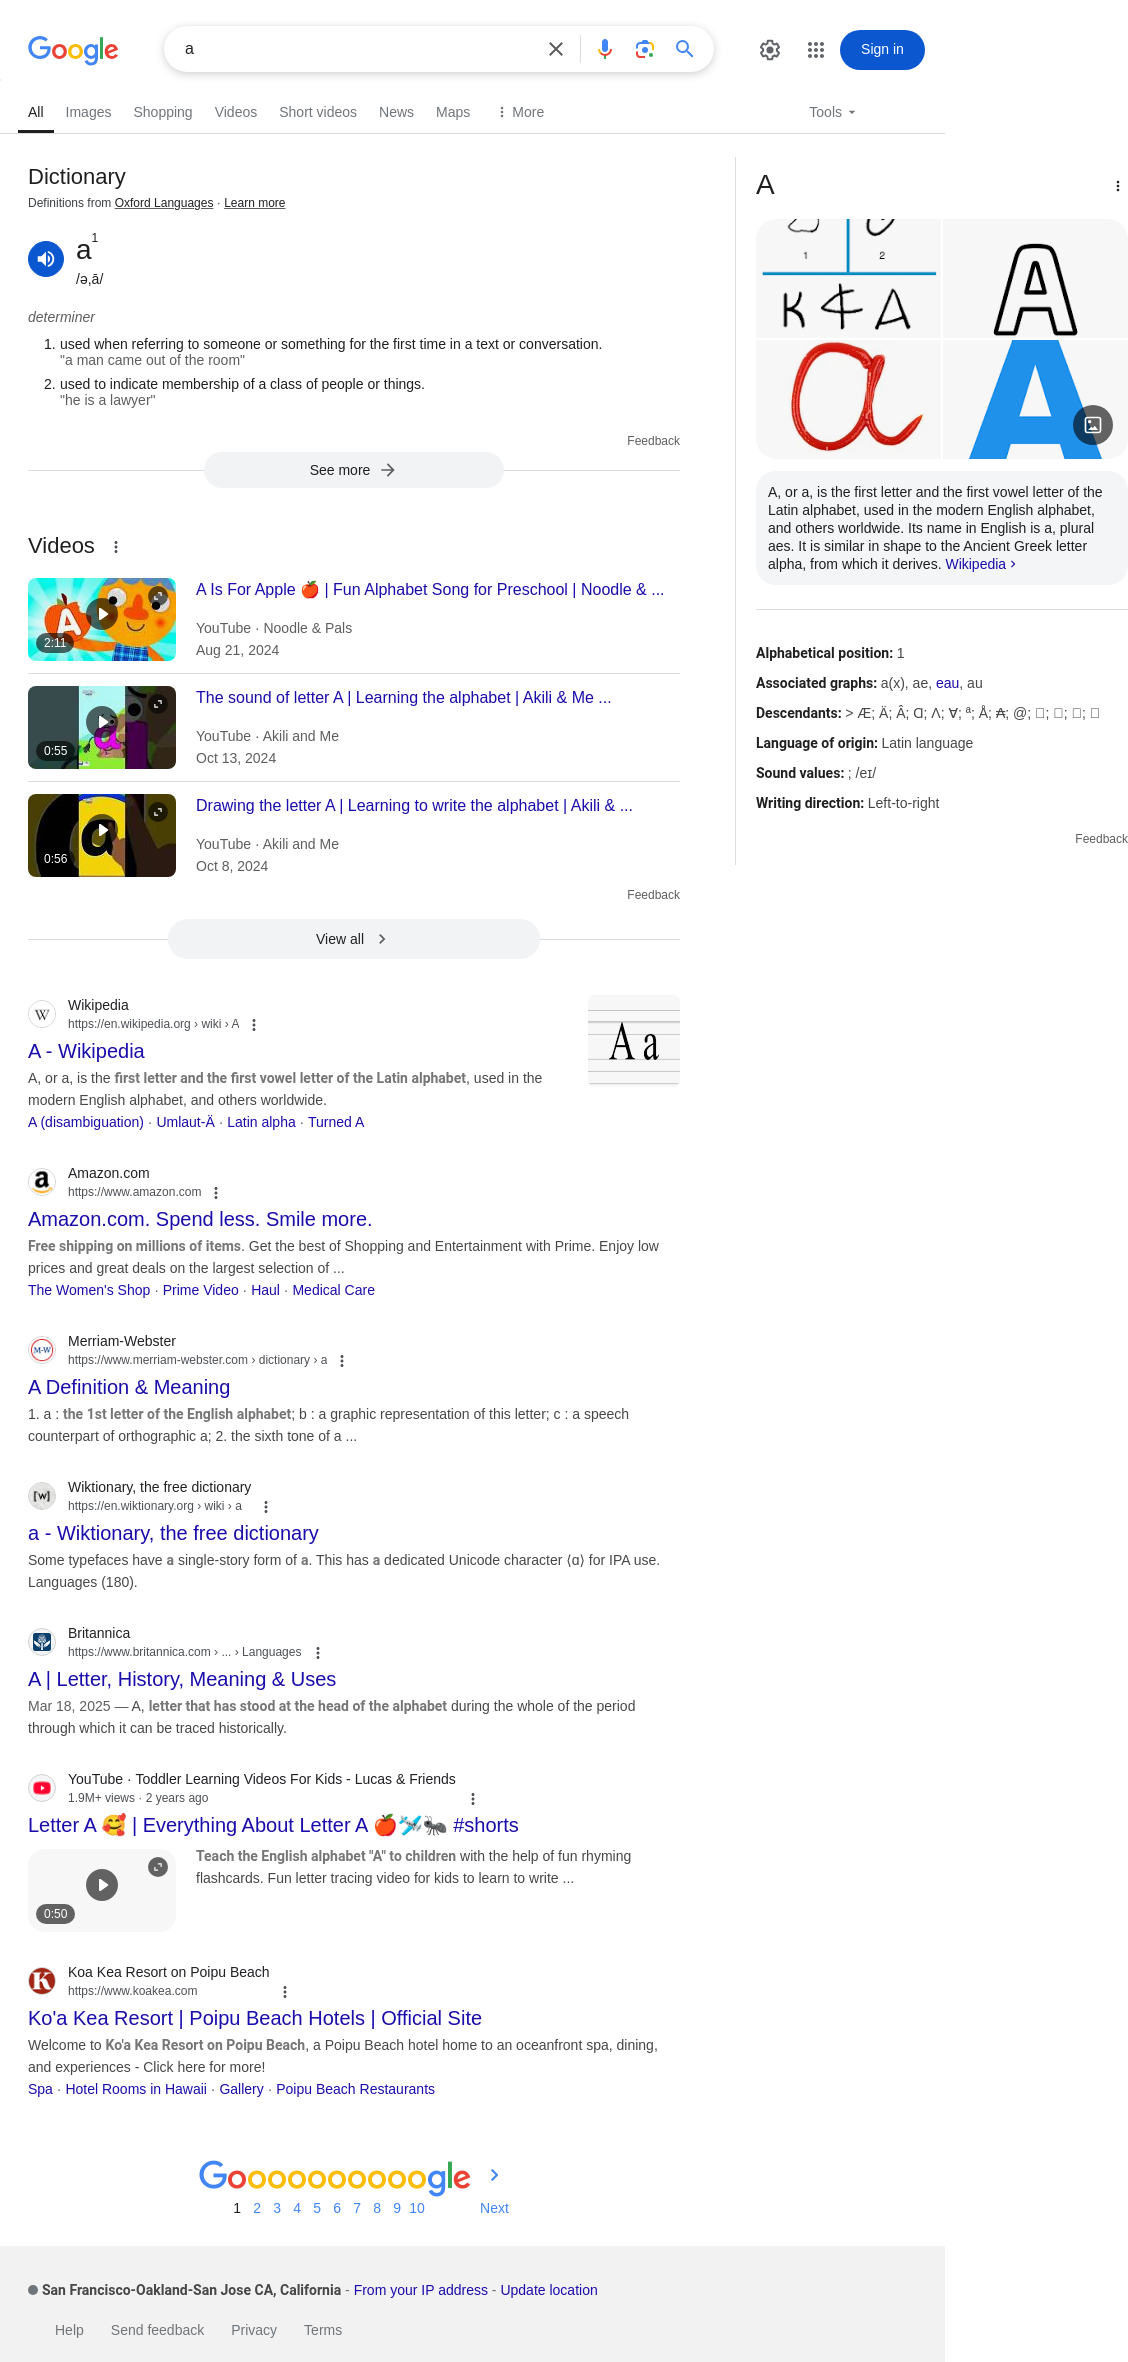 Google
a
Sign in
All Images Shopping Videos Short videos News Maps More Tools
Dictionary
Definitions from Oxford Languages · Learn more
a1
/ə,ā/
determiner
1. used when referring to someone or something for the first time in a text or conversation.
"a man came out of the room"
2. used to indicate membership of a class of people or things.
"he is a lawyer"
Feedback
See more
Videos
A Is For Apple 🍎 | Fun Alphabet Song for Preschool | Noodle & ...
A
2:11
YouTube · Noodle & Pals
Aug 21, 2024
The sound of letter A | Learning the alphabet | Akili & Me ...
a
0:55
YouTube · Akili and Me
Oct 13, 2024
Drawing the letter A | Learning to write the alphabet | Akili & ...
a
0:56
YouTube · Akili and Me
Oct 8, 2024
Feedback
View all
W
Wikipedia
https://en.wikipedia.org › wiki › A
A - Wikipedia
A, or a, is the first letter and the first vowel letter of the Latin alphabet, used in the
modern English alphabet, and others worldwide.
A (disambiguation) · Umlaut-Ä · Latin alpha · Turned A
A a
a
Amazon.com
https://www.amazon.com
Amazon.com. Spend less. Smile more.
Free shipping on millions of items. Get the best of Shopping and Entertainment with Prime. Enjoy low
prices and great deals on the largest selection of ...
The Women's Shop · Prime Video · Haul · Medical Care
M-W
Merriam-Webster
https://www.merriam-webster.com › dictionary › a
A Definition & Meaning
1. a : the 1st letter of the English alphabet; b : a graphic representation of this letter; c : a speech
counterpart of orthographic a; 2. the sixth tone of a ...
[w]
Wiktionary, the free dictionary
https://en.wiktionary.org › wiki › a
a - Wiktionary, the free dictionary
Some typefaces have a single-story form of a. This has a dedicated Unicode character ⟨ɑ⟩ for IPA use.
Languages (180).
Britannica
https://www.britannica.com › ... › Languages
A | Letter, History, Meaning & Uses
Mar 18, 2025 — A, letter that has stood at the head of the alphabet during the whole of the period
through which it can be traced historically.
YouTube · Toddler Learning Videos For Kids - Lucas & Friends
1.9M+ views · 2 years ago
Letter A 🥰 | Everything About Letter A 🍎🛩️🐜 #shorts
0:50
Teach the English alphabet "A" to children with the help of fun rhyming
flashcards. Fun letter tracing video for kids to learn to write ...
K
Koa Kea Resort on Poipu Beach
https://www.koakea.com
Ko'a Kea Resort | Poipu Beach Hotels | Official Site
Welcome to Ko'a Kea Resort on Poipu Beach, a Poipu Beach hotel home to an oceanfront spa, dining,
and experiences - Click here for more!
Spa · Hotel Rooms in Hawaii · Gallery · Poipu Beach Restaurants
Goooooooooogle
1 2 3 4 5 6 7 8 9 10 Next
San Francisco-Oakland-San Jose CA, California - From your IP address - Update location
Help Send feedback Privacy Terms
A
1 2
A
A
a
A, or a, is the first letter and the first vowel letter of the
Latin alphabet, used in the modern English alphabet,
and others worldwide. Its name in English is a, plural
aes. It is similar in shape to the Ancient Greek letter
alpha, from which it derives. Wikipedia
Alphabetical position: 1
Associated graphs: a(x), ae, eau, au
Descendants: > Æ; Ä; Â; Ɑ; Λ; Ɐ; ª; Å; ₳; @; □; □; □; □
Language of origin: Latin language
Sound values: ; /eɪ/
Writing direction: Left-to-right
Feedback